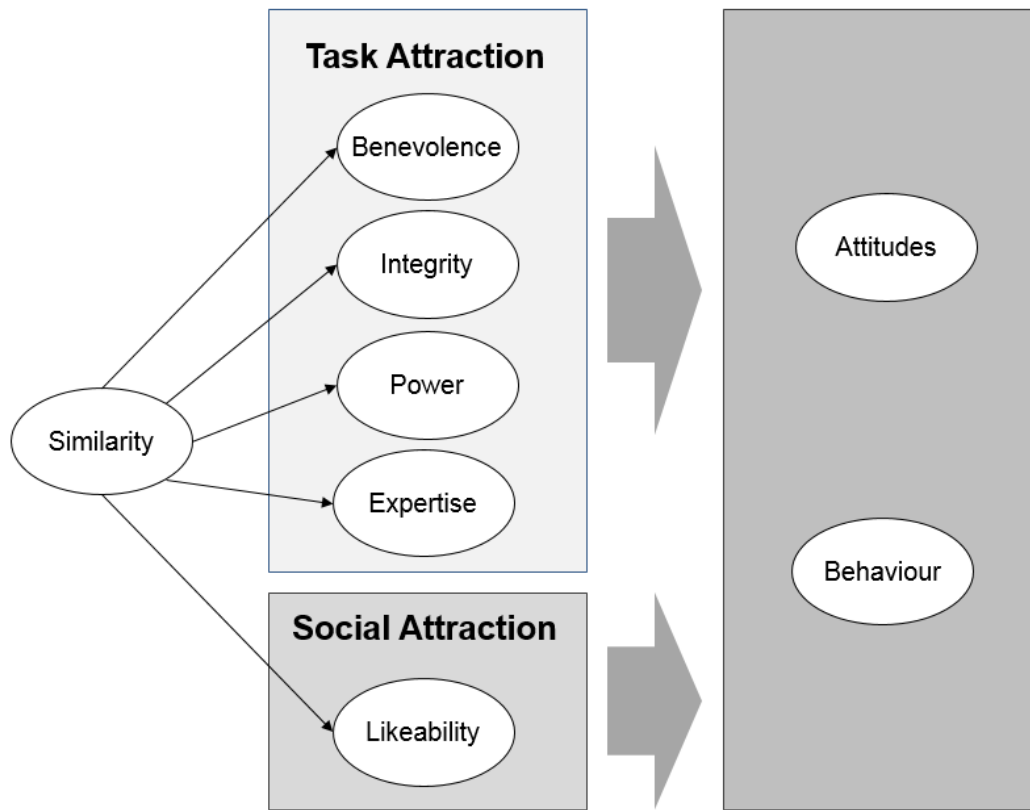 Task Attraction
Benevolence
Integrity
Power
Expertise
Similarity
Social Attraction
Likeability
Attitudes
Behaviour